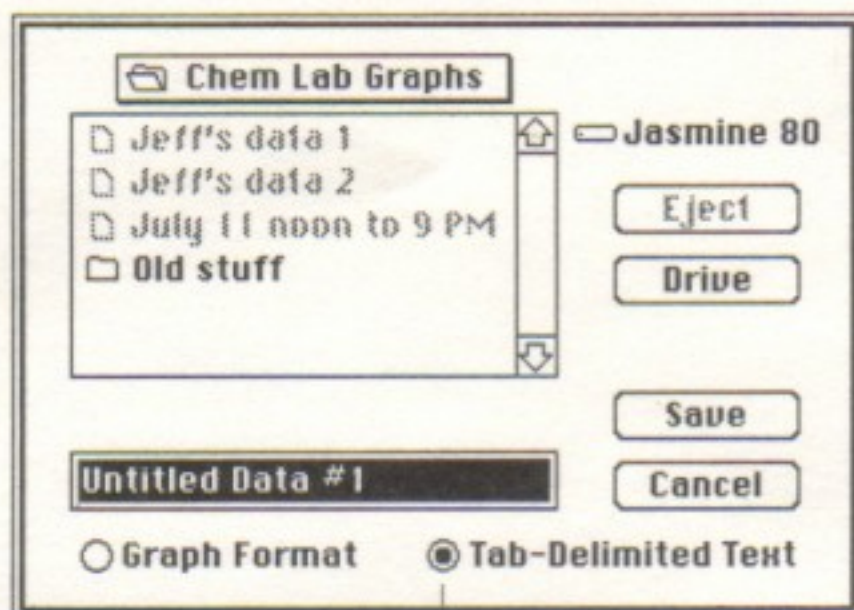 Chem Lab Graphs
Jeff's data 1
Jeff's data 2
July 11 noon to 9 PM
Old stuff
Jasmine 80
Eject
Drive
Save
Untitled Data #1
Cancel
Graph Format
Tab-Delimited Text